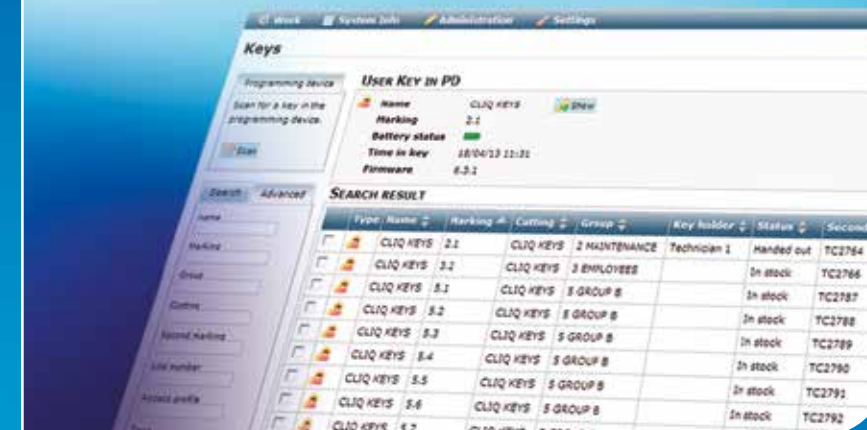 Work System Info Administration Settings
Keys
Programming device
Scan for a key in the
programming device.
Scan
USER KEY IN PD
Name CLIQ KEYS Show
Marking 2.1
Battery status
Time in key 18/04/13 11:31
Firmware 6.3.1
Search Advanced
Name
Marking
Group
Cutting
Second marking
Link number
Access profile
SEARCH RESULT
Type Name Marking Cutting Group Key holder Status Second
CLIQ KEYS 2.1 CLIQ KEYS 2 MAINTENANCE Technician 1 Handed out TC2764
CLIQ KEYS 3.2 CLIQ KEYS 3 EMPLOYEES In stock TC2766
CLIQ KEYS 5.1 CLIQ KEYS 5 GROUP B In stock TC2787
CLIQ KEYS 5.2 CLIQ KEYS 5 GROUP B In stock TC2788
CLIQ KEYS 5.3 CLIQ KEYS 5 GROUP B In stock TC2789
CLIQ KEYS 5.4 CLIQ KEYS 5 GROUP B In stock TC2790
CLIQ KEYS 5.5 CLIQ KEYS 5 GROUP B In stock TC2791
CLIQ KEYS 5.6 CLIQ KEYS 5 GROUP B In stock TC2792
CLIQ KEYS 5.7